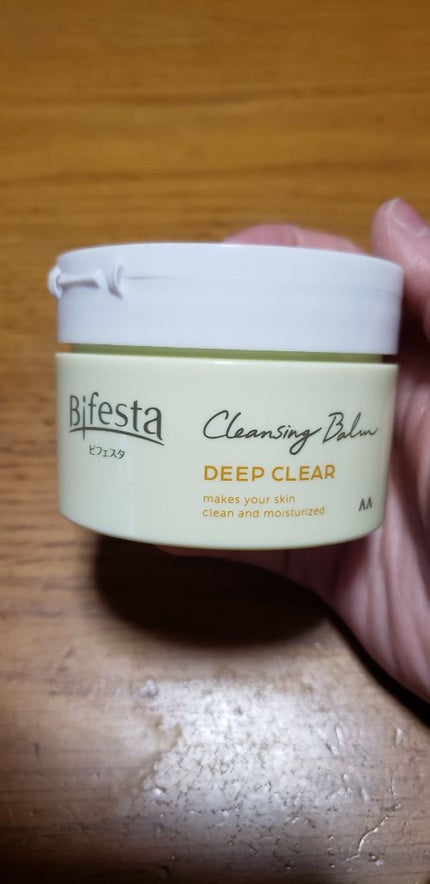 Bifesta
ビフェスタ
Cleansing Balm
DEEP CLEAR
makes your skin
clean and moisturized